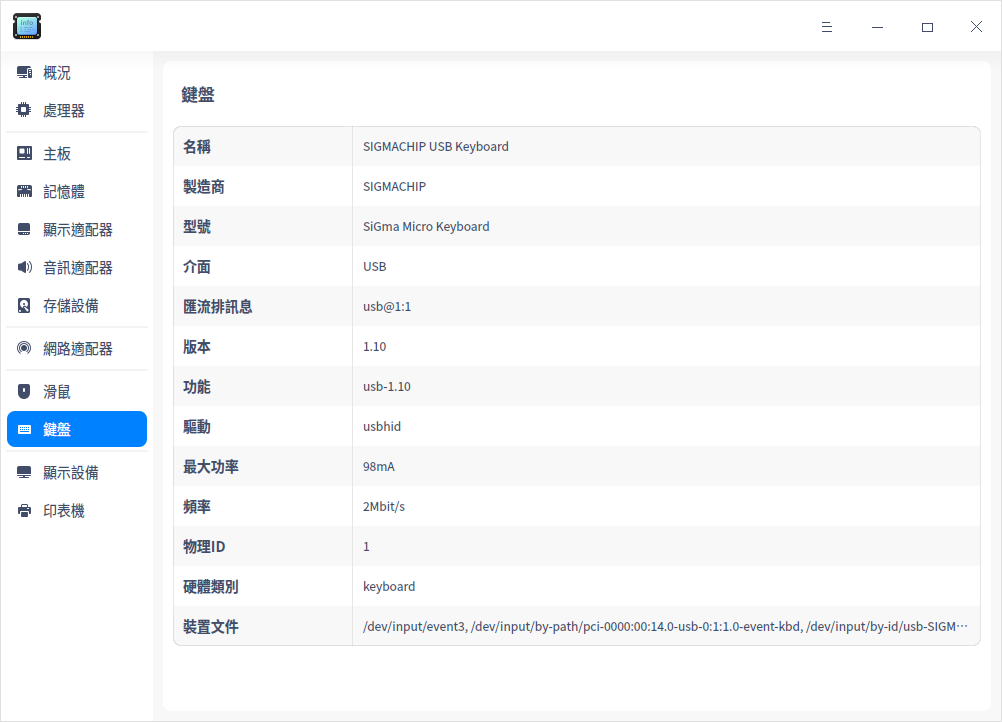 info
概況
處理器
主板
記憶體
顯示適配器
音訊適配器
存儲設備
網路適配器
滑鼠
鍵盤
顯示設備
印表機
鍵盤
名稱 SIGMACHIP USB Keyboard
製造商 SIGMACHIP
型號 SiGma Micro Keyboard
介面 USB
匯流排訊息 usb@1:1
版本 1.10
功能 usb-1.10
驅動 usbhid
最大功率 98mA
頻率 2Mbit/s
物理ID 1
硬體類別 keyboard
裝置文件 /dev/input/event3, /dev/input/by-path/pci-0000:00:14.0-usb-0:1:1.0-event-kbd, /dev/input/by-id/usb-SIGM…